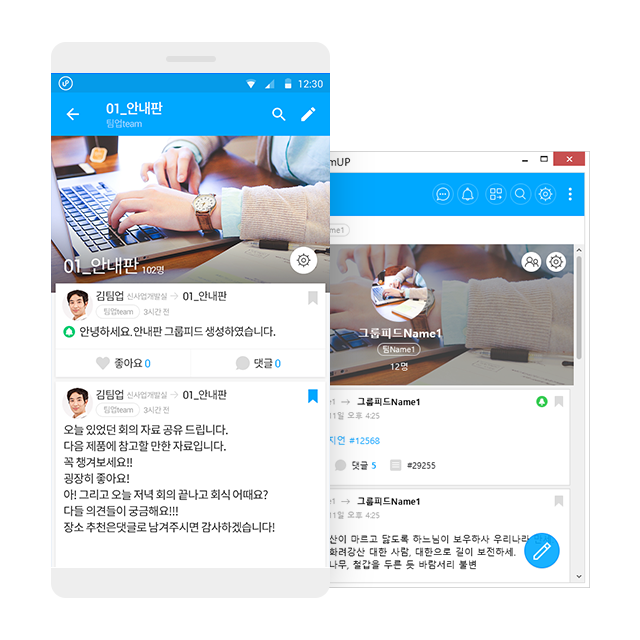 12:30
01_안내판
팀업team
01_안내판 102명
김팀업 신사업개발실 → 01_안내판
팀업team 3시간 전
안녕하세요. 안내판 그룹피드 생성하였습니다.
좋아요 0 댓글 0
김팀업 신사업개발실 → 01_안내판
팀업team 3시간 전
오늘 있었던 회의 자료 공유 드립니다.
다음 제품에 참고할 만한 자료입니다.
꼭 챙겨보세요!!
굉장히 좋아요!
아! 그리고 오늘 저녁 회의 끝나고 회식 어때요?
다들 의견들이 궁금해요!!!
장소 추천은댓글로 남겨주시면 감사하겠습니다!
mUP
me1
그룹피드Name1
팀Name1
12명
e1 → 그룹피드Name1
11일 오후 4:25
지언 #12568
댓글 5 #29255
e1 → 그룹피드Name1
11일 오후 4:25
산이 마르고 닳도록 하느님이 보우하사 우리나라
화려강산 대한 사람, 대한으로 길이 보전하세.
나무, 철갑을 두른 듯 바람서리 불변